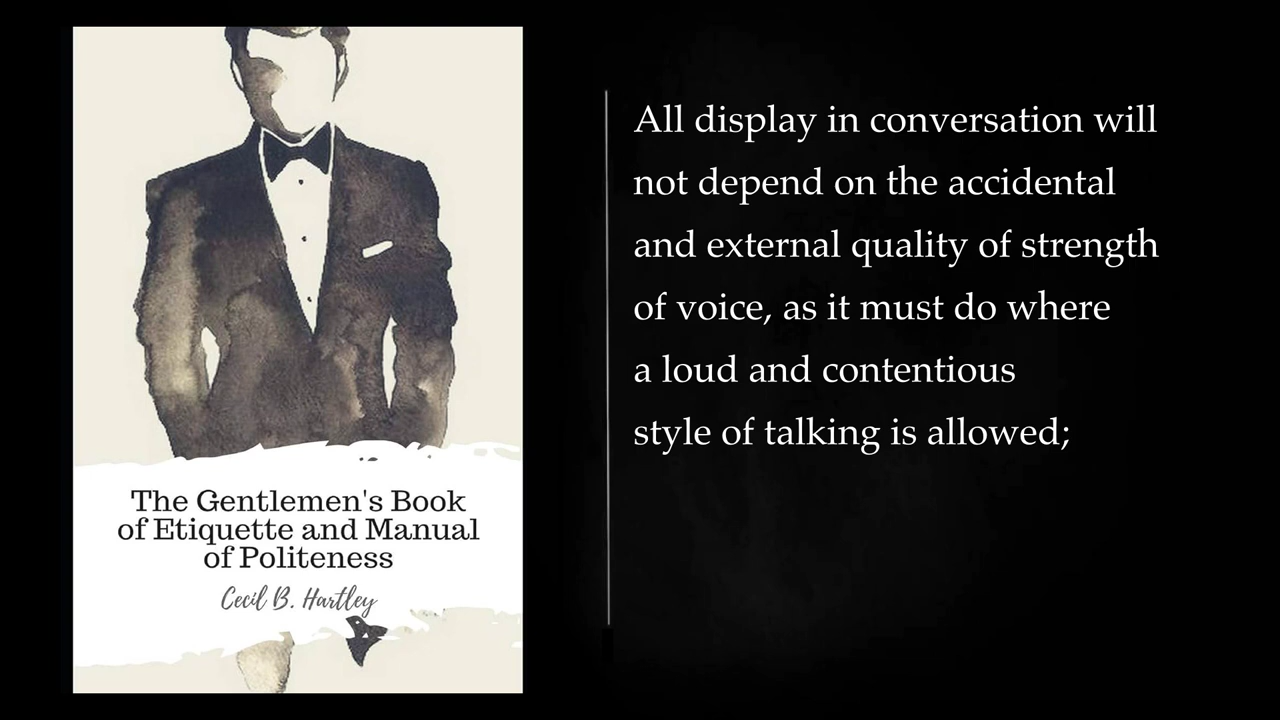 The Gentlemen's Book
of Etiquette and Manual
of Politeness
Cecil B. Hartley
All display in conversation will
not depend on the accidental
and external quality of strength
of voice, as it must do where
a loud and contentious
style of talking is allowed;